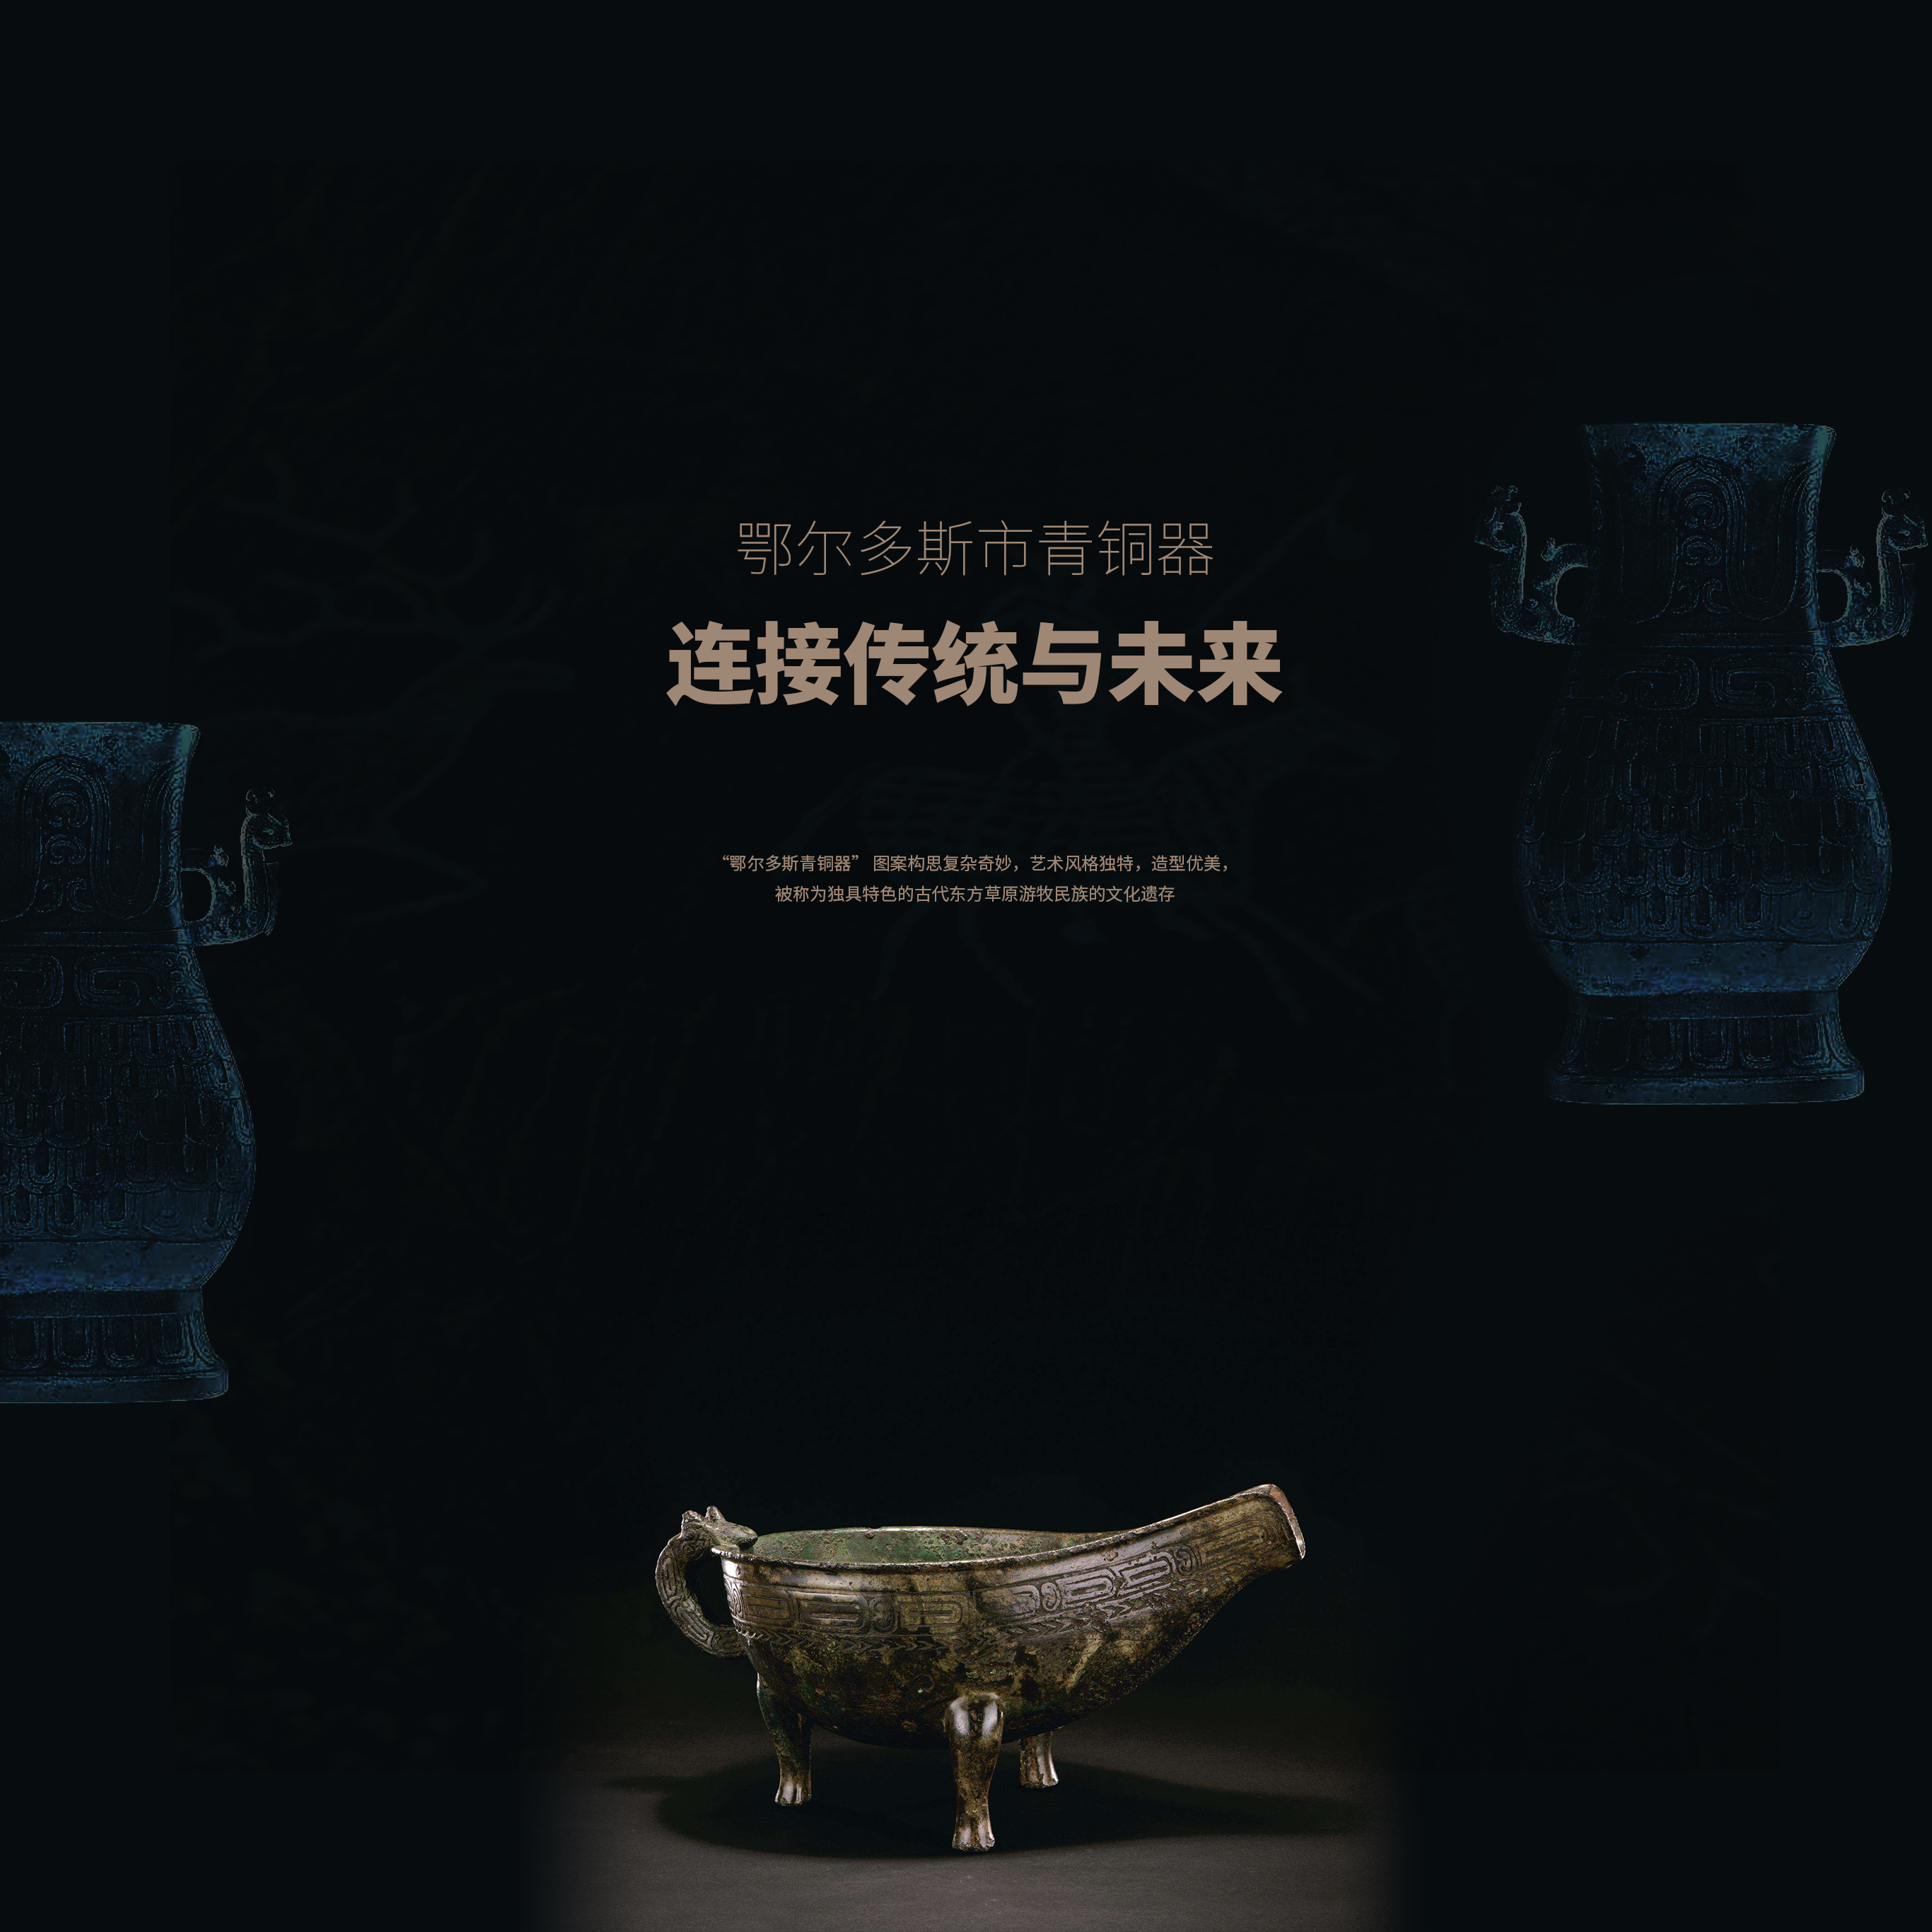 鄂尔多斯市青铜器
连接传统与未来
“鄂尔多斯青铜器” 图案构思复杂奇妙，艺术风格独特，造型优美，
被称为独具特色的古代东方草原游牧民族的文化遗存